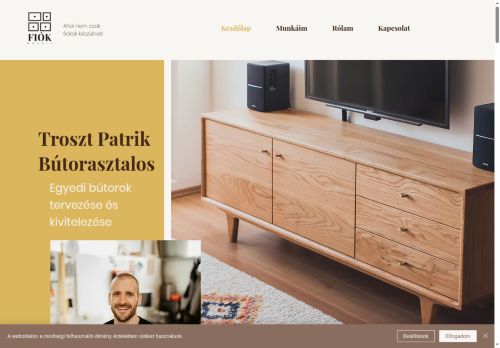 FIÓK
Ahol nem csak
fiókok készülnek!
Kezdőlap
Munkáim
Rólam
Kapcsolat
Troszt Patrik
Bútorasztalos
Egyedi bútorok
tervezése és
kivitelezése
A weboldalon a minőségi felhasználói élmény érdekében sütiket használunk.
Beállítások
Elfogadom